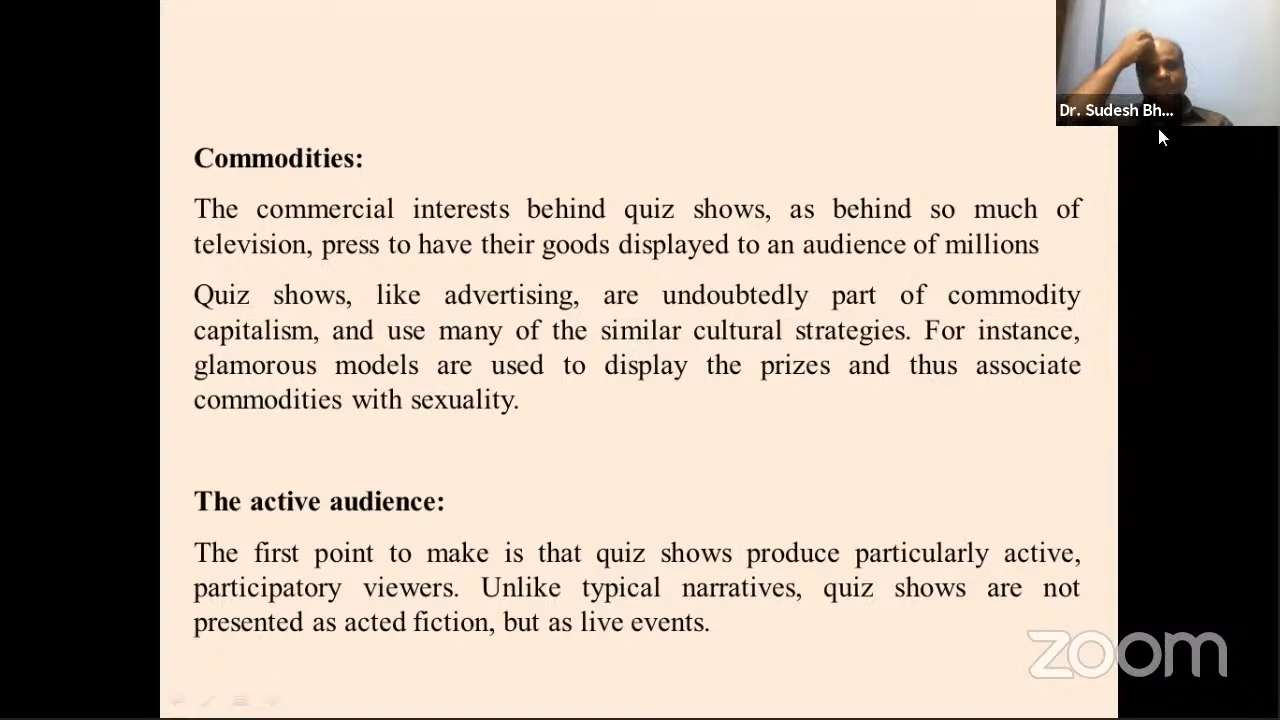 Dr. Sudesh Bh...
Commodities:
The commercial interests behind quiz shows, as behind so much of
television, press to have their goods displayed to an audience of millions
Quiz shows, like advertising, are undoubtedly part of commodity
capitalism, and use many of the similar cultural strategies. For instance,
glamorous models are used to display the prizes and thus associate
commodities with sexuality.
The active audience:
The first point to make is that quiz shows produce particularly active,
participatory viewers. Unlike typical narratives, quiz shows are not
presented as acted fiction, but as live events.
zoom